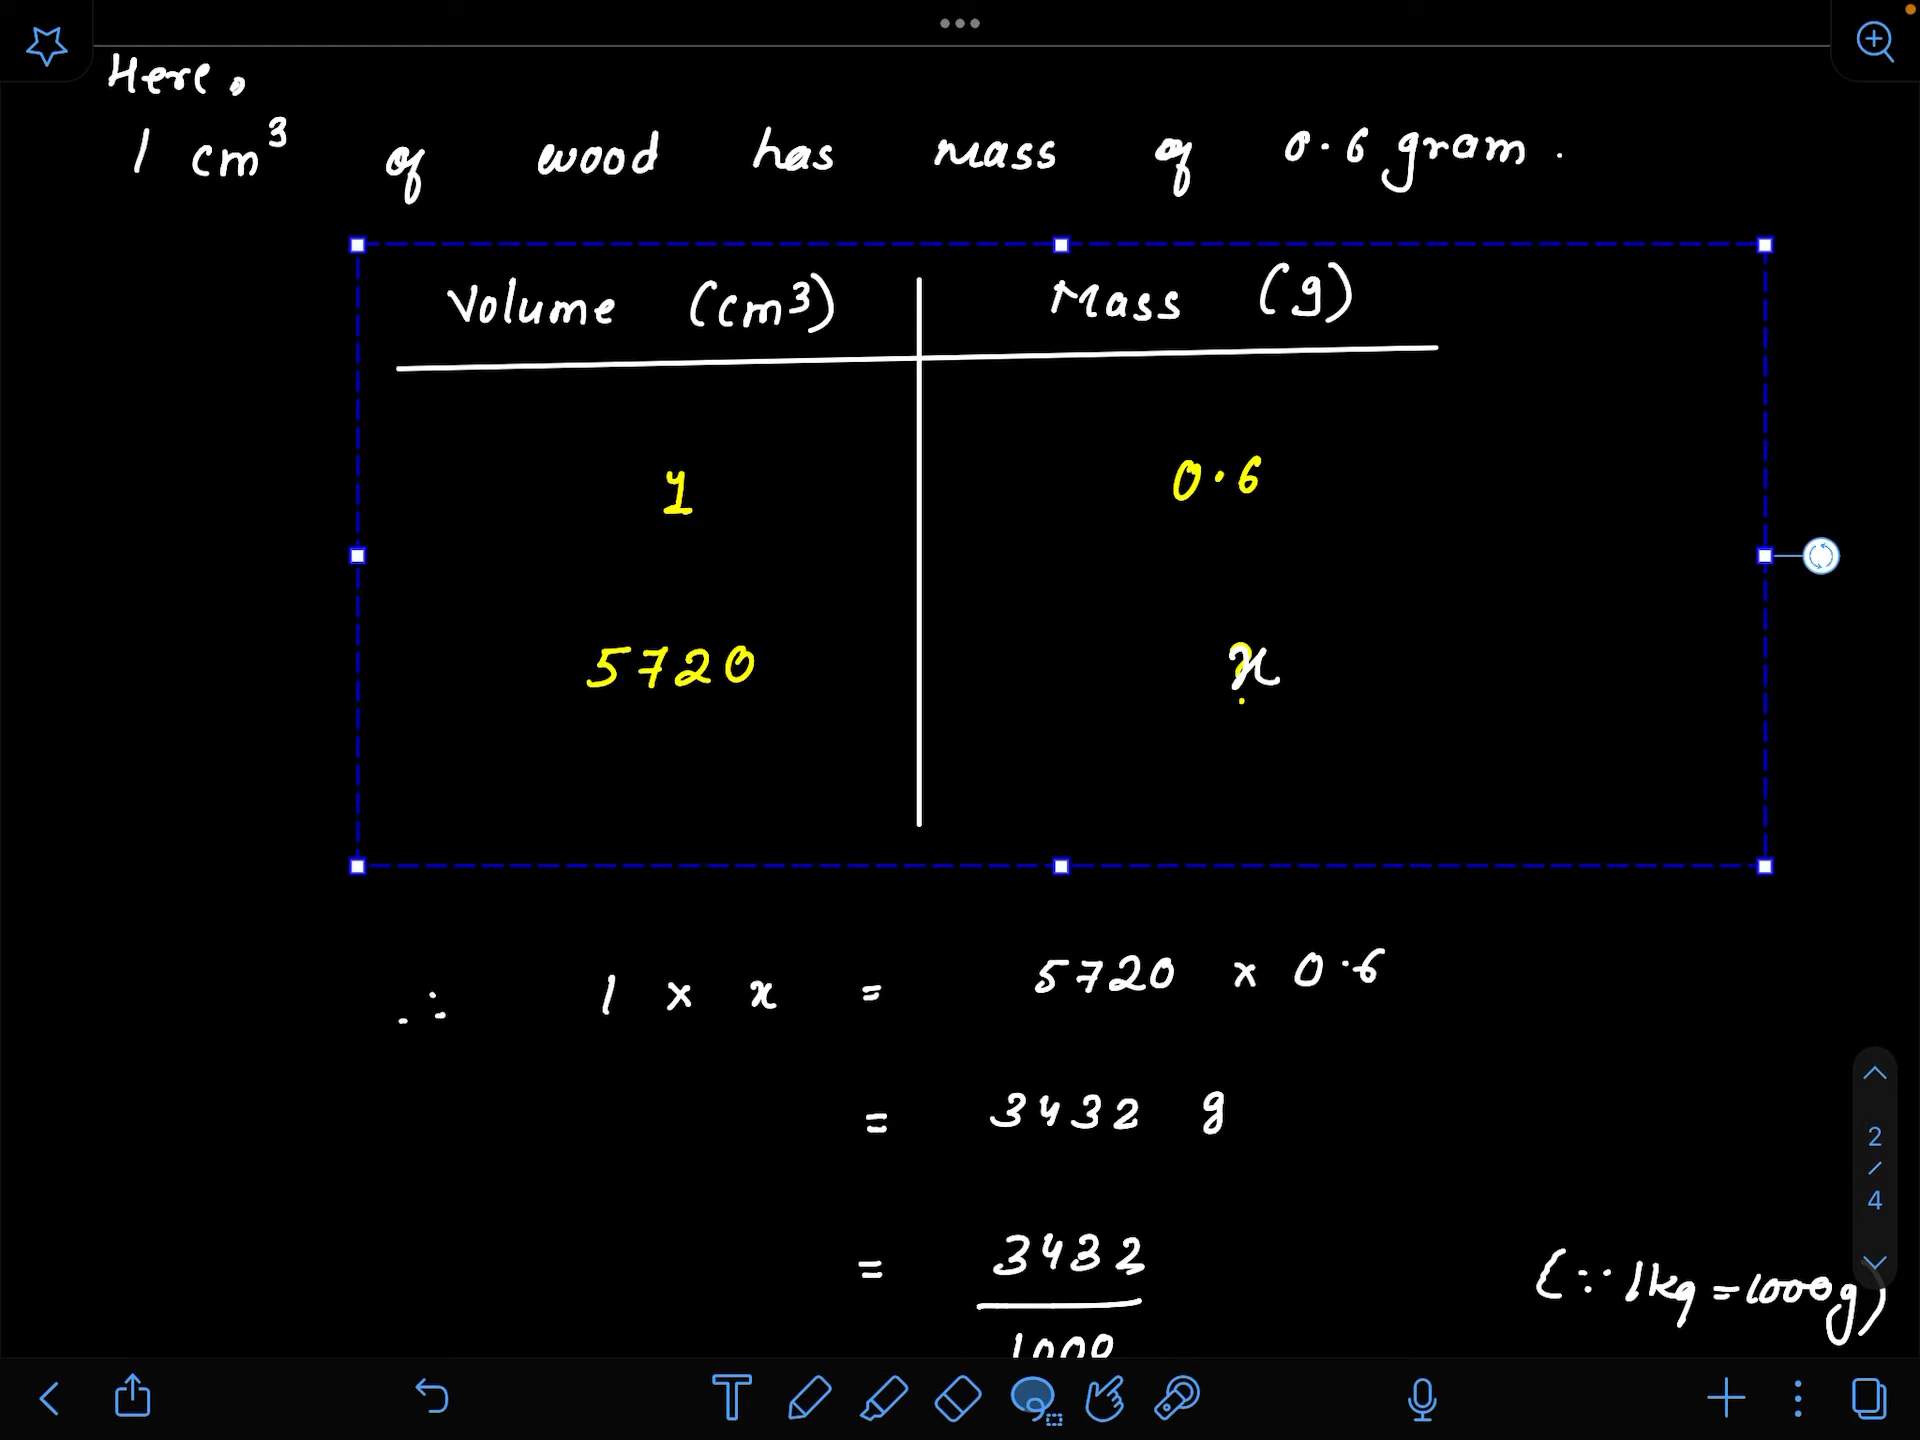 Here,
1 cm³ of wood has mass of 0.6 gram.
Volume (cm³) Mass (g)
1 0.6
5720 x
∴ 1 × x = 5720 × 0.6
= 3432 g
= 3432
1000
(∵ 1kg = 1000g)
2
/
4